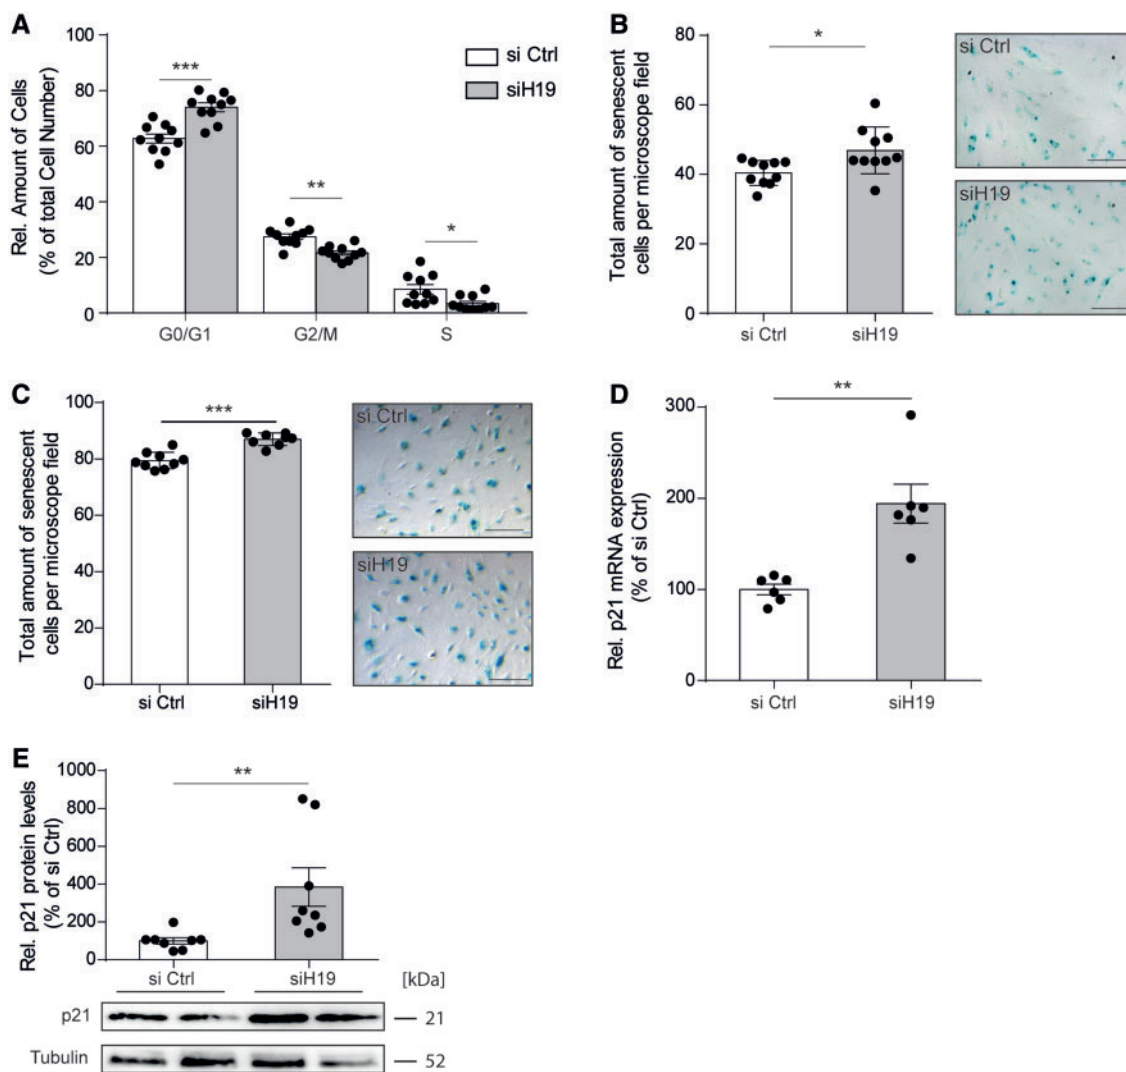 A
Rel. Amount of Cells
(% of total Cell Number)
100
80
60
40
20
0
***
**
*
si Ctrl
siH19
G0/G1
G2/M
S
B
Total amount of senescent
cells per microscope field
80
60
40
20
0
*
si Ctrl
siH19
si Ctrl
siH19
C
Total amount of senescent
cells per microscope field
100
80
60
40
20
0
***
si Ctrl
siH19
si Ctrl
siH19
D
Rel. p21 mRNA expression
(% of si Ctrl)
300
200
100
0
**
si Ctrl
siH19
E
Rel. p21 protein levels
(% of si Ctrl)
1000
800
600
400
200
0
**
si Ctrl
siH19
[kDa]
p21
21
Tubulin
52